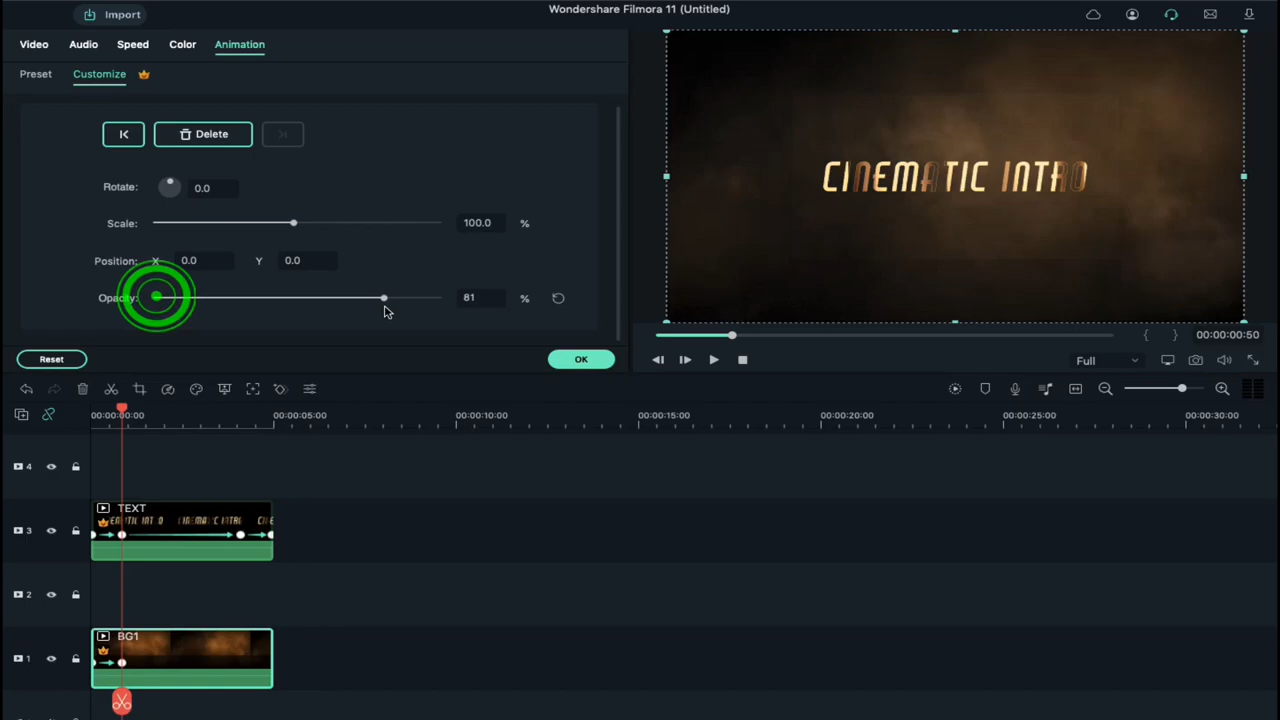 Import
Wondershare Filmora 11 (Untitled)
Video Audio Speed Color Animation
Preset Customize
Delete
Rotate: 0.0
Scale: 100.0 %
Position: X 0.0 Y 0.0
Opacity: 81 %
Reset OK
CINEMATIC INTRO
00:00:00:50
Full
00:00:00:00 00:00:05:00 00:00:10:00 00:00:15:00 00:00:20:00 00:00:25:00 00:00:30:00
4
TEXT
3
2
BG1
1